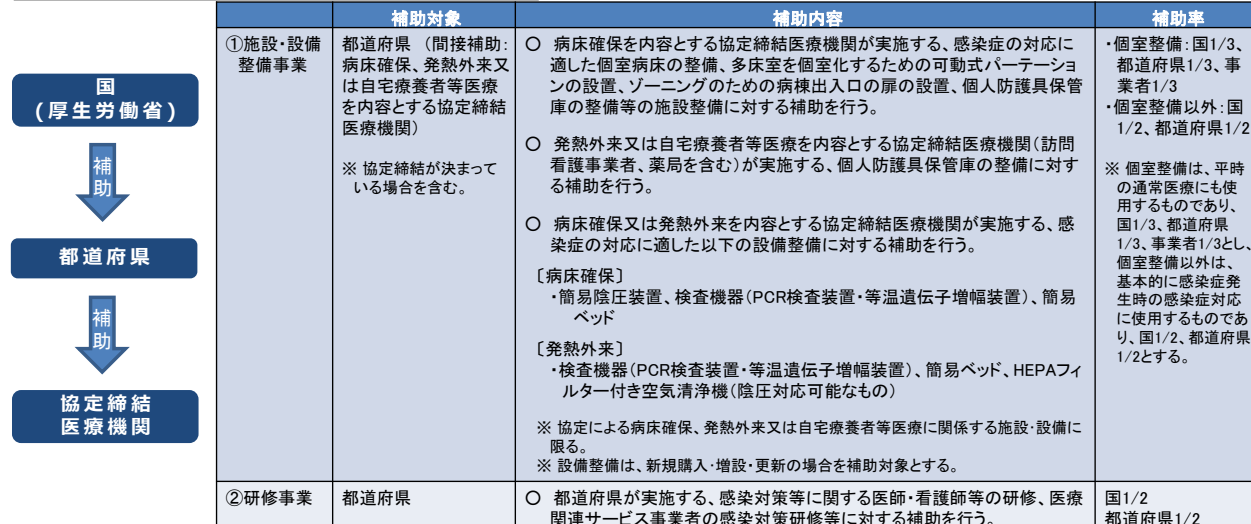 国
(厚生労働省)
補
助
都道府県
補
助
協定締結
医療機関
補助対象
補助内容
補助率
①施設・設備
整備事業
都道府県 (間接補助:
病床確保、発熱外来又
は自宅療養者等医療
を内容とする協定締結
医療機関)
※ 協定締結が決まって
いる場合を含む。
○ 病床確保を内容とする協定締結医療機関が実施する、感染症の対応に
適した個室病床の整備、多床室を個室化するための可動式パーテーショ
ンの設置、ゾーニングのための病棟出入口の扉の設置、個人防護具保管
庫の整備等の施設整備に対する補助を行う。
○ 発熱外来又は自宅療養者等医療を内容とする協定締結医療機関(訪問
看護事業者、薬局を含む)が実施する、個人防護具保管庫の整備に対す
る補助を行う。
○ 病床確保又は発熱外来を内容とする協定締結医療機関が実施する、感
染症の対応に適した以下の設備整備に対する補助を行う。
〔病床確保〕
・簡易陰圧装置、検査機器(PCR検査装置・等温遺伝子増幅装置)、簡易
ベッド
〔発熱外来〕
・検査機器(PCR検査装置・等温遺伝子増幅装置)、簡易ベッド、HEPAフィ
ルター付き空気清浄機(陰圧対応可能なもの)
※ 協定による病床確保、発熱外来又は自宅療養者等医療に関係する施設・設備に
限る。
※ 設備整備は、新規購入・増設・更新の場合を補助対象とする。
・個室整備:国1/3、
都道府県1/3、事
業者1/3
・個室整備以外:国
1/2、都道府県1/2
※ 個室整備は、平時
の通常医療にも使
用するものであり、
国1/3、都道府県
1/3、事業者1/3とし、
個室整備以外は、
基本的に感染症発
生時の感染症対応
に使用するものであ
り、国1/2、都道府県
1/2とする。
②研修事業
都道府県
○ 都道府県が実施する、感染対策等に関する医師・看護師等の研修、医療
関連サービス事業者の感染対策研修等に対する補助を行う。
国1/2
都道府県1/2